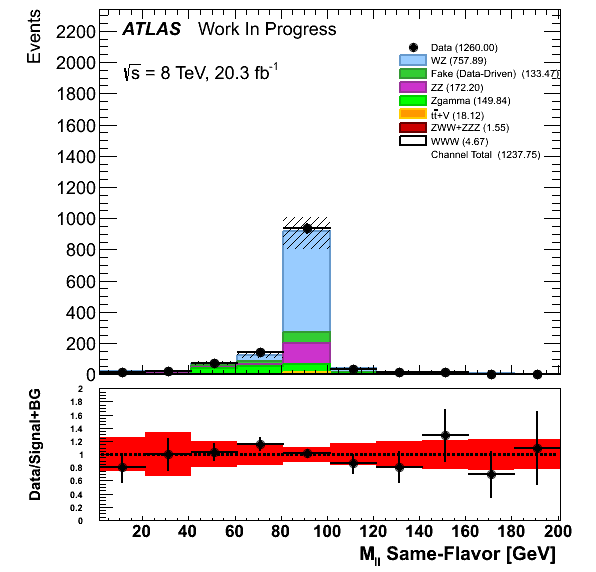 Events
2200
2000
1800
1600
1400
1200
1000
800
600
400
200
0
ATLAS Work In Progress
√s = 8 TeV, 20.3 fb⁻¹
Data (1260.00)
WZ (757.89)
Fake (Data-Driven) (133.47)
ZZ (172.20)
Zgamma (149.84)
tt̄+V (18.12)
ZWW+ZZZ (1.55)
WWW (4.67)
Channel Total (1237.75)
Data/Signal+BG
2
1.8
1.6
1.4
1.2
1
0.8
0.6
0.4
0.2
0
20 40 60 80 100 120 140 160 180 200
M_ll Same-Flavor [GeV]